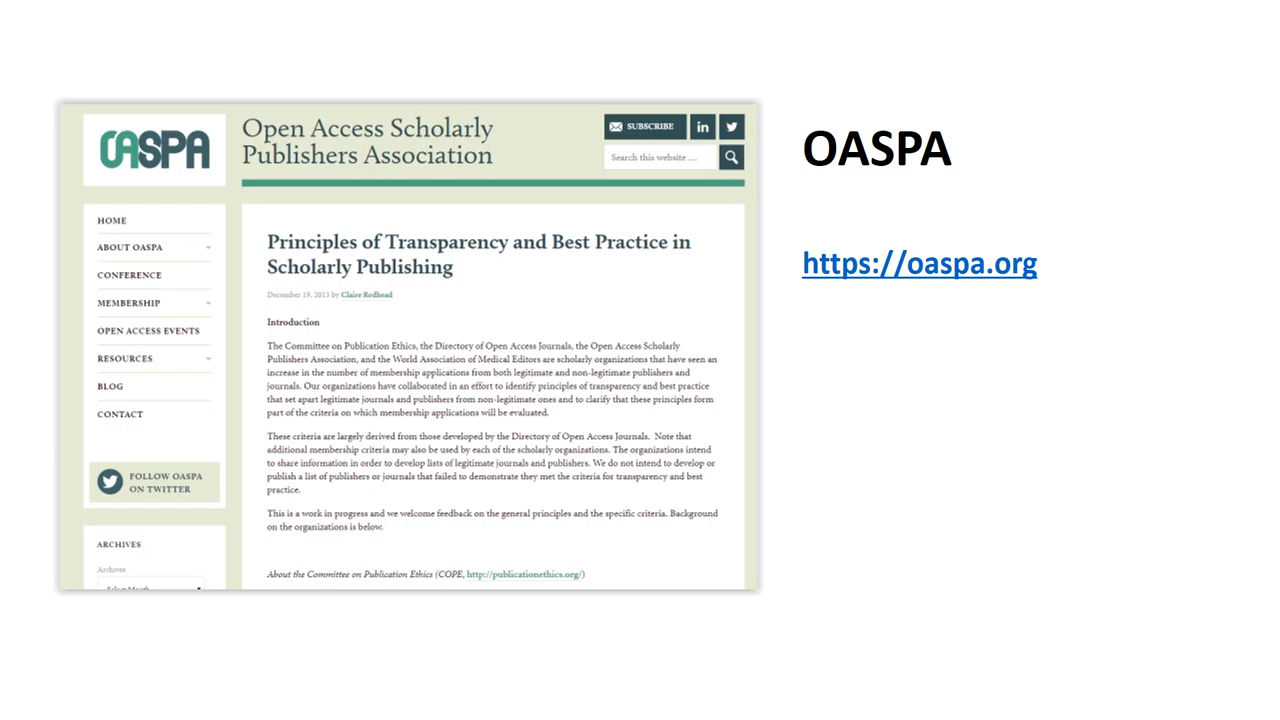 OASPA
Open Access Scholarly
Publishers Association
SUBSCRIBE
in
Search this website ...
HOME
ABOUT OASPA
CONFERENCE
MEMBERSHIP
OPEN ACCESS EVENTS
RESOURCES
BLOG
CONTACT
FOLLOW OASPA
ON TWITTER
ARCHIVES
Archives
Select Month
Principles of Transparency and Best Practice in
Scholarly Publishing
December 19, 2013 by Claire Redhead
Introduction
The Committee on Publication Ethics, the Directory of Open Access Journals, the Open Access Scholarly
Publishers Association, and the World Association of Medical Editors are scholarly organizations that have seen an
increase in the number of membership applications from both legitimate and non-legitimate publishers and
journals. Our organizations have collaborated in an effort to identify principles of transparency and best practice
that set apart legitimate journals and publishers from non-legitimate ones and to clarify that these principles form
part of the criteria on which membership applications will be evaluated.
These criteria are largely derived from those developed by the Directory of Open Access Journals. Note that
additional membership criteria may also be used by each of the scholarly organizations. The organizations intend
to share information in order to develop lists of legitimate journals and publishers. We do not intend to develop or
publish a list of publishers or journals that failed to demonstrate they met the criteria for transparency and best
practice.
This is a work in progress and we welcome feedback on the general principles and the specific criteria. Background
on the organizations is below.
About the Committee on Publication Ethics (COPE, http://publicationethics.org/)
OASPA
https://oaspa.org